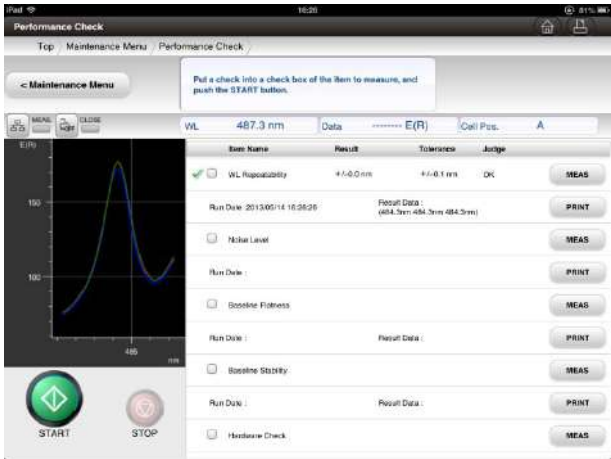 iPad
16:26
81%
Performance Check
Top Maintenance Menu Performance Check
< Maintenance Menu
Put a check into a check box of the item to measure, and
push the START button.
MEAS CLOSE
WL 487.3 nm Data -------- E(R) Cell Pos. A
E(R)
150
100
485
nm
START STOP
Item Name Result Tolerance Judge
WL Repeatability +/-0.0 nm +/-0.1 nm OK MEAS
Run Date :2013/05/14 16:26:26 Result Data :
(484.3nm 484.3nm 484.3nm) PRINT
Noise Level MEAS
Run Date : PRINT
Baseline Flatness MEAS
Run Date : Result Data : PRINT
Baseline Stability MEAS
Run Date : Result Data : PRINT
Hardware Check MEAS